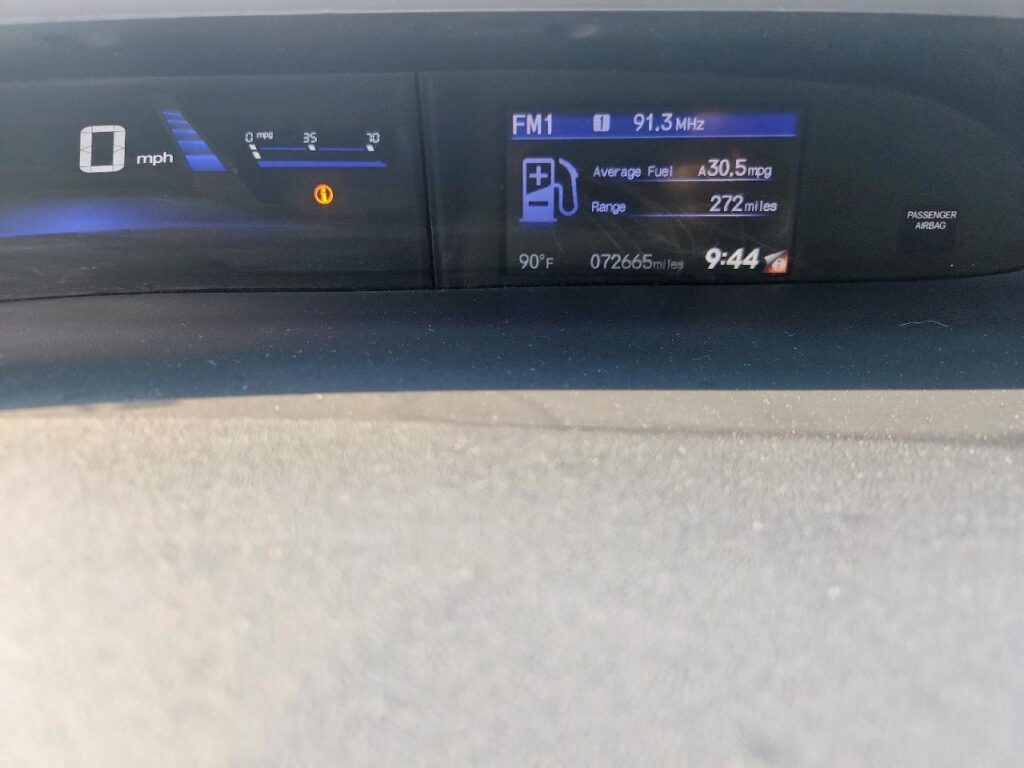 0 mph
0 mpg 35 70
FM1 91.3 MHz
Average Fuel A30.5mpg
Range 272miles
90°F 072665miles 9:44
PASSENGER
AIRBAG